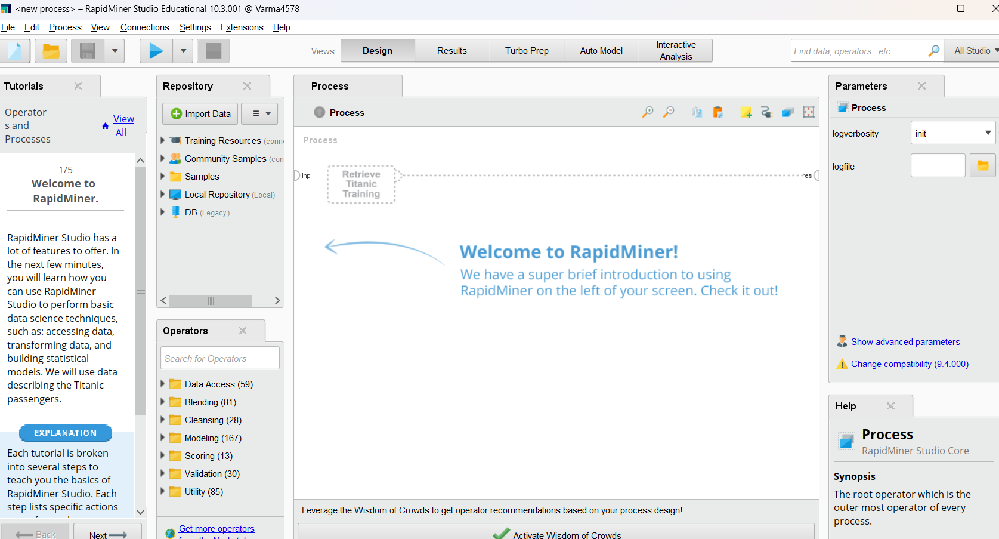 <new process> – RapidMiner Studio Educational 10.3.001 @ Varma4578
File Edit Process View Connections Settings Extensions Help
Views: Design Results Turbo Prep Auto Model Interactive Analysis
Find data, operators...etc
All Studio
Tutorials
Operator
s and
Processes
View
All
1/5
Welcome to
RapidMiner.
RapidMiner Studio has a
lot of features to offer. In
the next few minutes,
you will learn how you
can use RapidMiner
Studio to perform basic
data science techniques,
such as: accessing data,
transforming data, and
building statistical
models. We will use data
describing the Titanic
passengers.
EXPLANATION
Each tutorial is broken
into several steps to
teach you the basics of
RapidMiner Studio. Each
step lists specific actions
Back Next
Repository
Import Data
Training Resources (conn
Community Samples (con
Samples
Local Repository (Local)
DB (Legacy)
Operators
Search for Operators
Data Access (59)
Blending (81)
Cleansing (28)
Modeling (167)
Scoring (13)
Validation (30)
Utility (85)
Get more operators
Process
Process
Process
inp
Retrieve
Titanic
Training
res
Welcome to RapidMiner!
We have a super brief introduction to using
RapidMiner on the left of your screen. Check it out!
Leverage the Wisdom of Crowds to get operator recommendations based on your process design!
Activate Wisdom of Crowds
Parameters
Process
logverbosity init
logfile
Show advanced parameters
Change compatibility (9.4.000)
Help
Process
RapidMiner Studio Core
Synopsis
The root operator which is the
outer most operator of every
process.